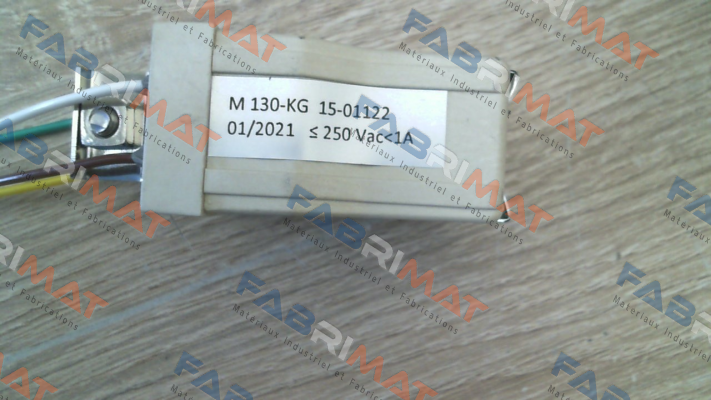 M 130-KG 15-01122
01/2021 ≤ 250 Vac<1A
FABRIMAT
Matériaux Industriel et Fabrications